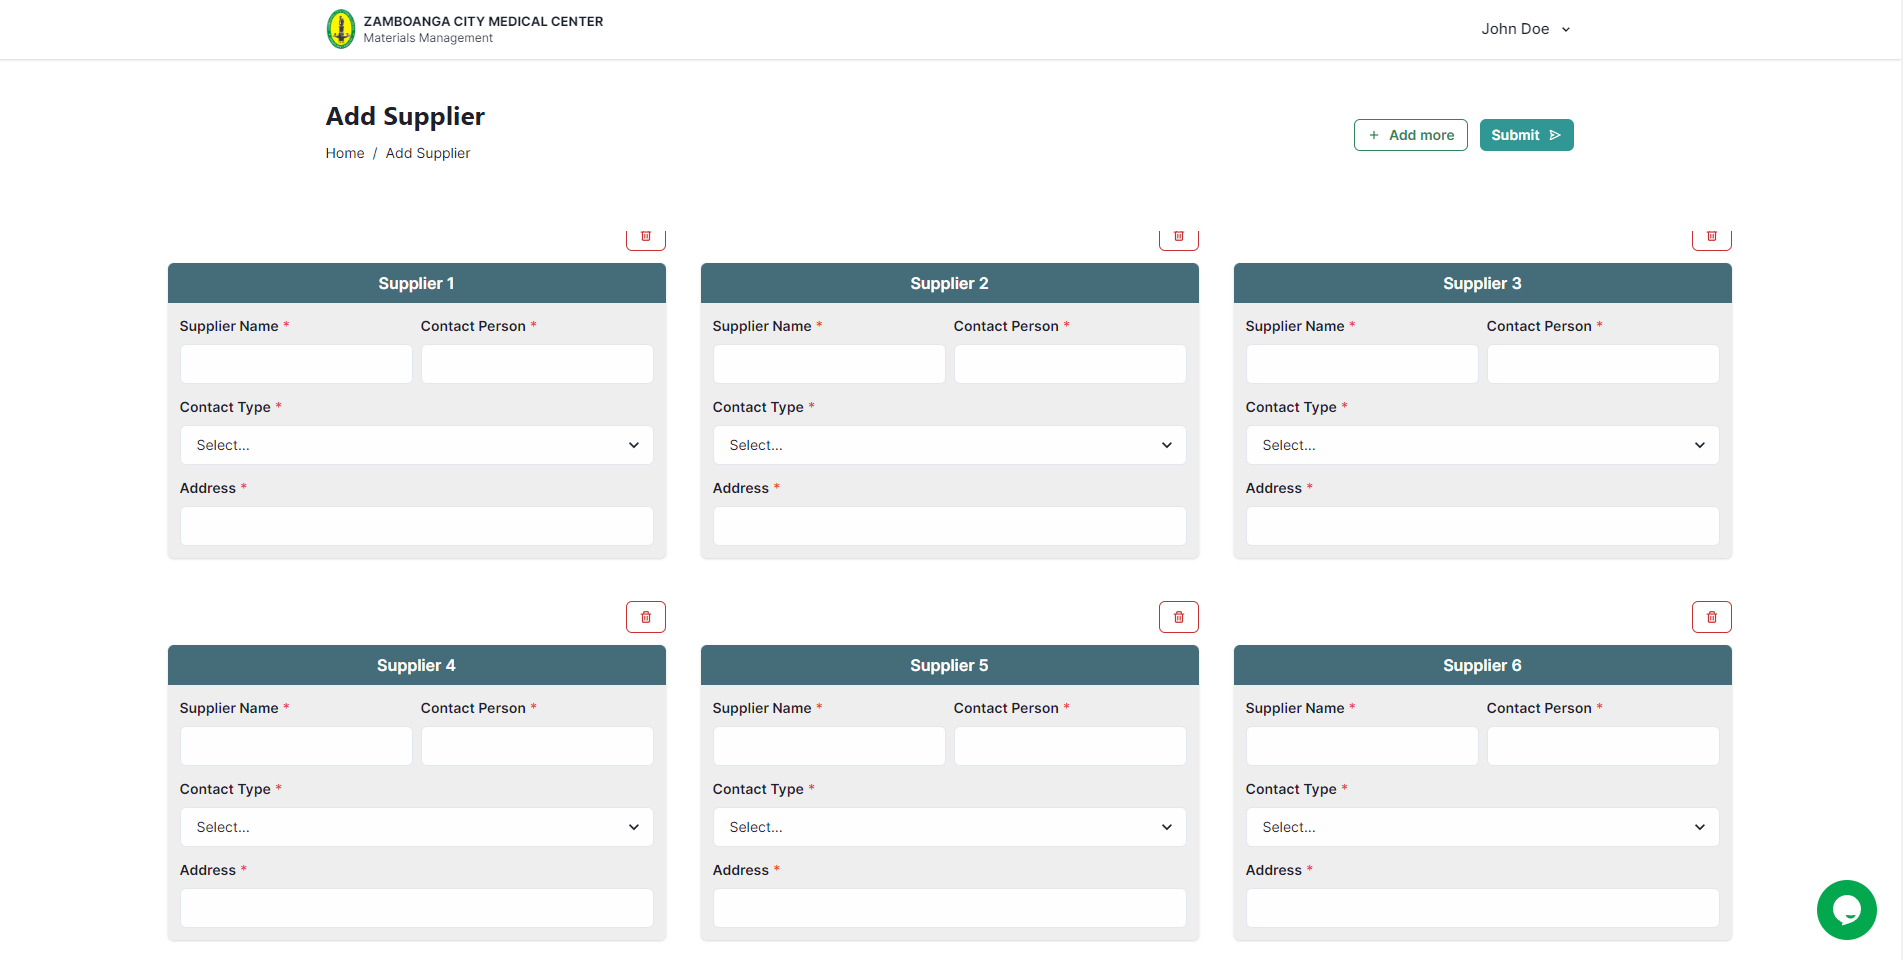 ZAMBOANGA CITY MEDICAL CENTER
Materials Management
John Doe
Add Supplier
Home / Add Supplier
+ Add more
Submit
Supplier 1
Supplier Name *
Contact Person *
Contact Type *
Select...
Address *
Supplier 2
Supplier Name *
Contact Person *
Contact Type *
Select...
Address *
Supplier 3
Supplier Name *
Contact Person *
Contact Type *
Select...
Address *
Supplier 4
Supplier Name *
Contact Person *
Contact Type *
Select...
Address *
Supplier 5
Supplier Name *
Contact Person *
Contact Type *
Select...
Address *
Supplier 6
Supplier Name *
Contact Person *
Contact Type *
Select...
Address *